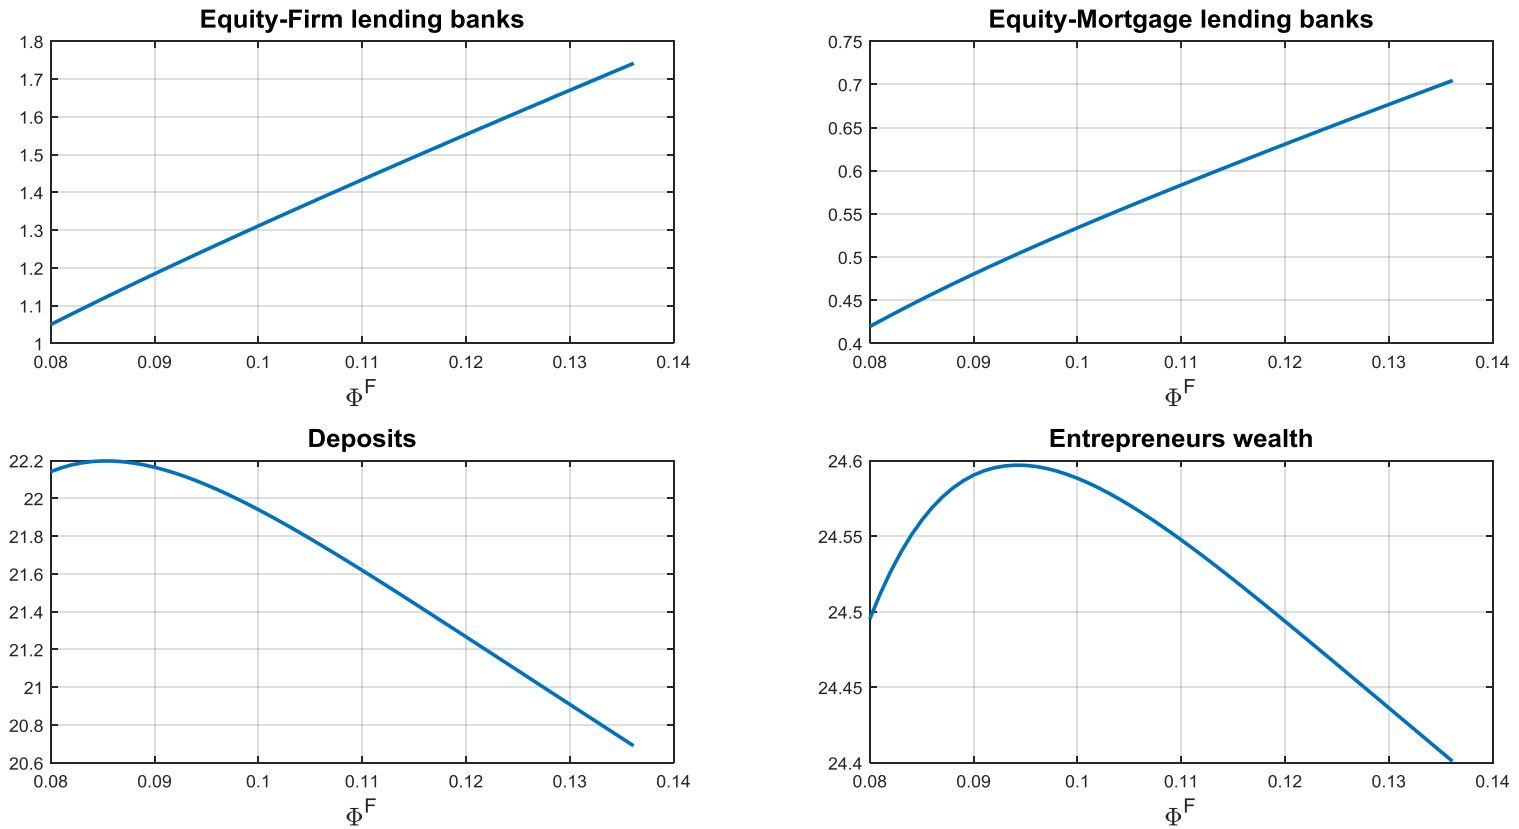 Equity-Firm lending banks
1.8
1.7
1.6
1.5
1.4
1.3
1.2
1.1
1
0.08 0.09 0.1 0.11 0.12 0.13 0.14
Φ^F
Equity-Mortgage lending banks
0.75
0.7
0.65
0.6
0.55
0.5
0.45
0.4
0.08 0.09 0.1 0.11 0.12 0.13 0.14
Φ^F
Deposits
22.2
22
21.8
21.6
21.4
21.2
21
20.8
20.6
0.08 0.09 0.1 0.11 0.12 0.13 0.14
Φ^F
Entrepreneurs wealth
24.6
24.55
24.5
24.45
24.4
0.08 0.09 0.1 0.11 0.12 0.13 0.14
Φ^F